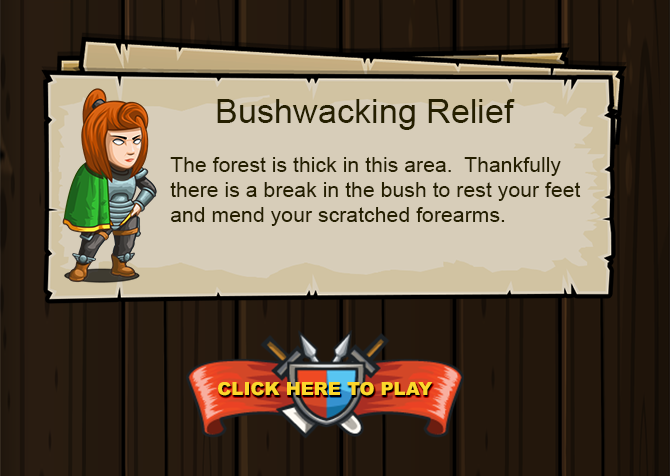 Bushwacking Relief
The forest is thick in this area.  Thankfully
there is a break in the bush to rest your feet
and mend your scratched forearms.
CLICK HERE TO PLAY